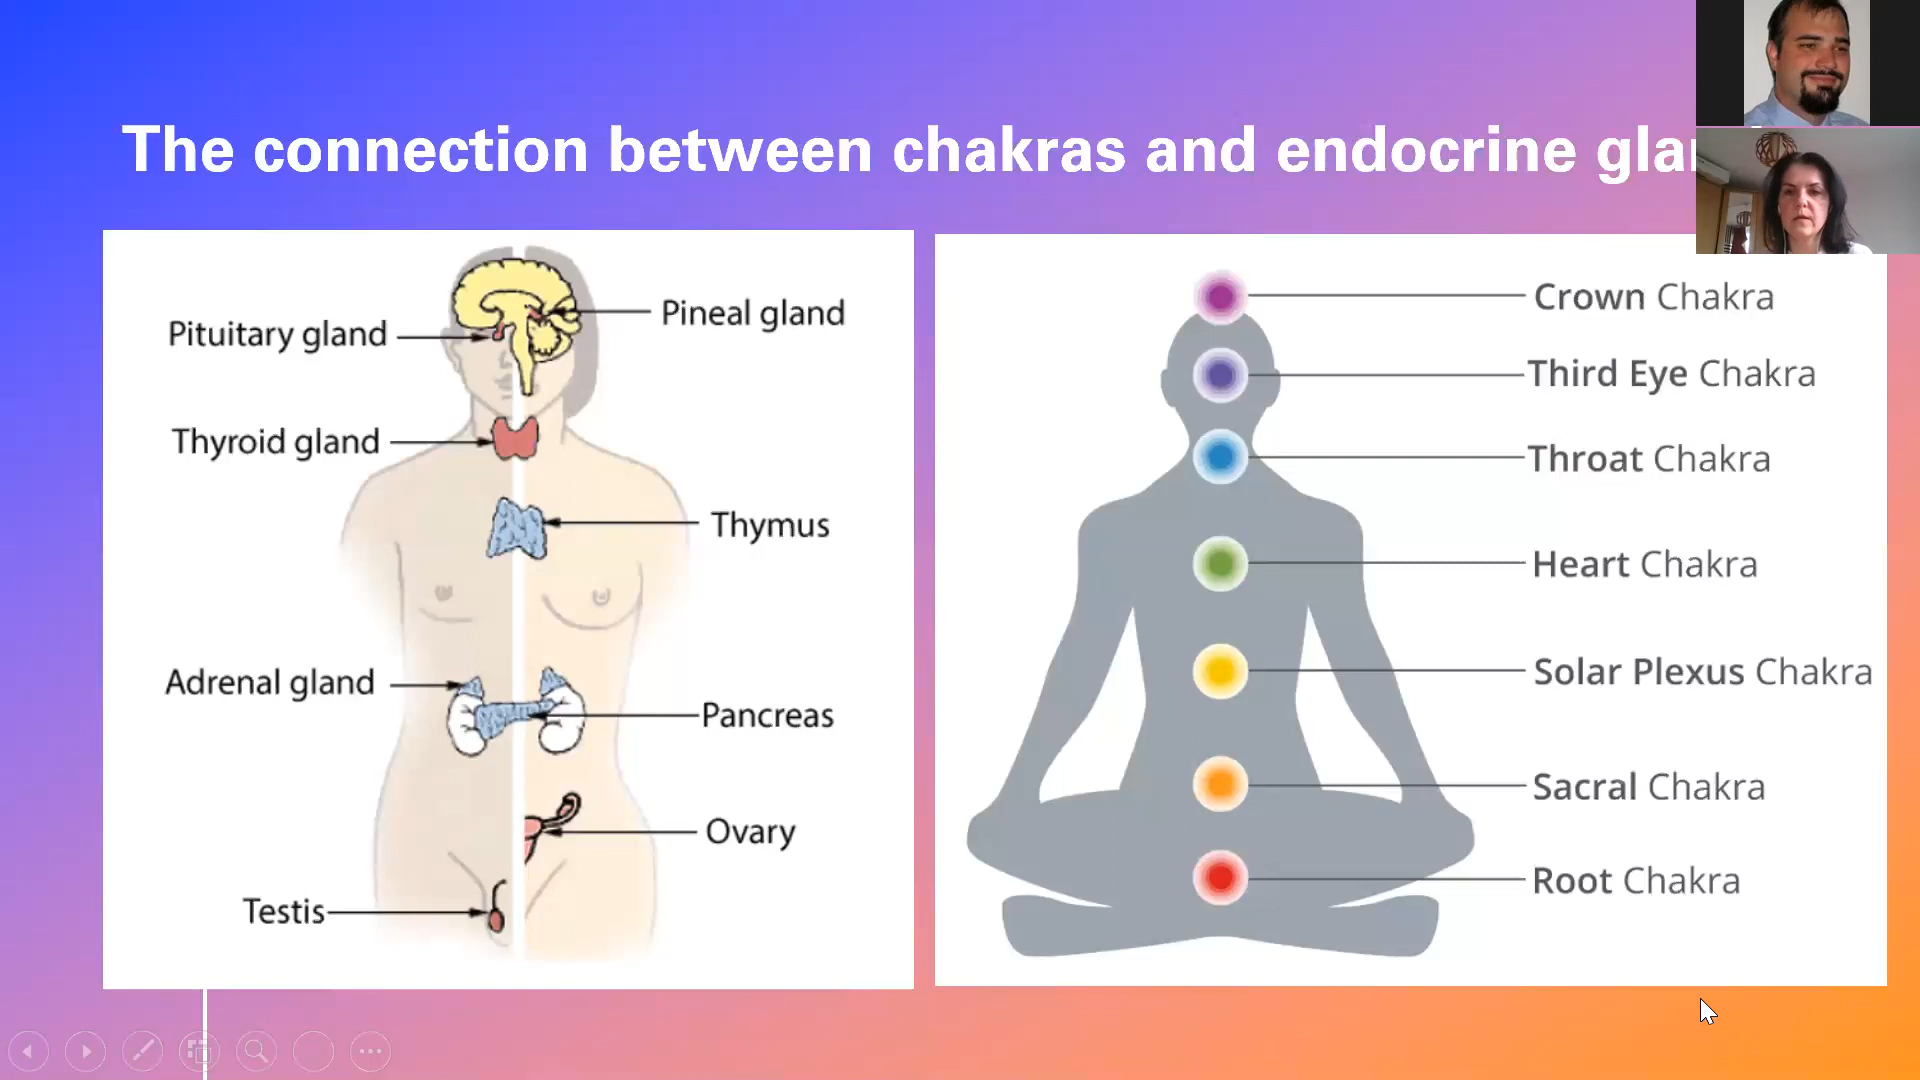 The connection between chakras and endocrine
Pituitary gland
Pineal gland
Thyroid gland
Thymus
Adrenal gland
Pancreas
Ovary
Testis
Crown Chakra
Third Eye Chakra
Throat Chakra
Heart Chakra
Solar Plexus Chakra
Sacral Chakra
Root Chakra